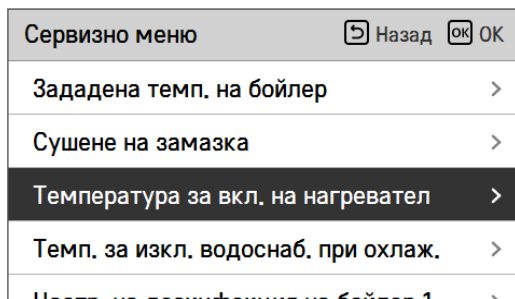 Сервизно меню Назад OK OK
Зададена темп. на бойлер
Сушене на замазка
Температура за вкл. на нагревател
Темп. за изкл. водоснаб. при охлаж.